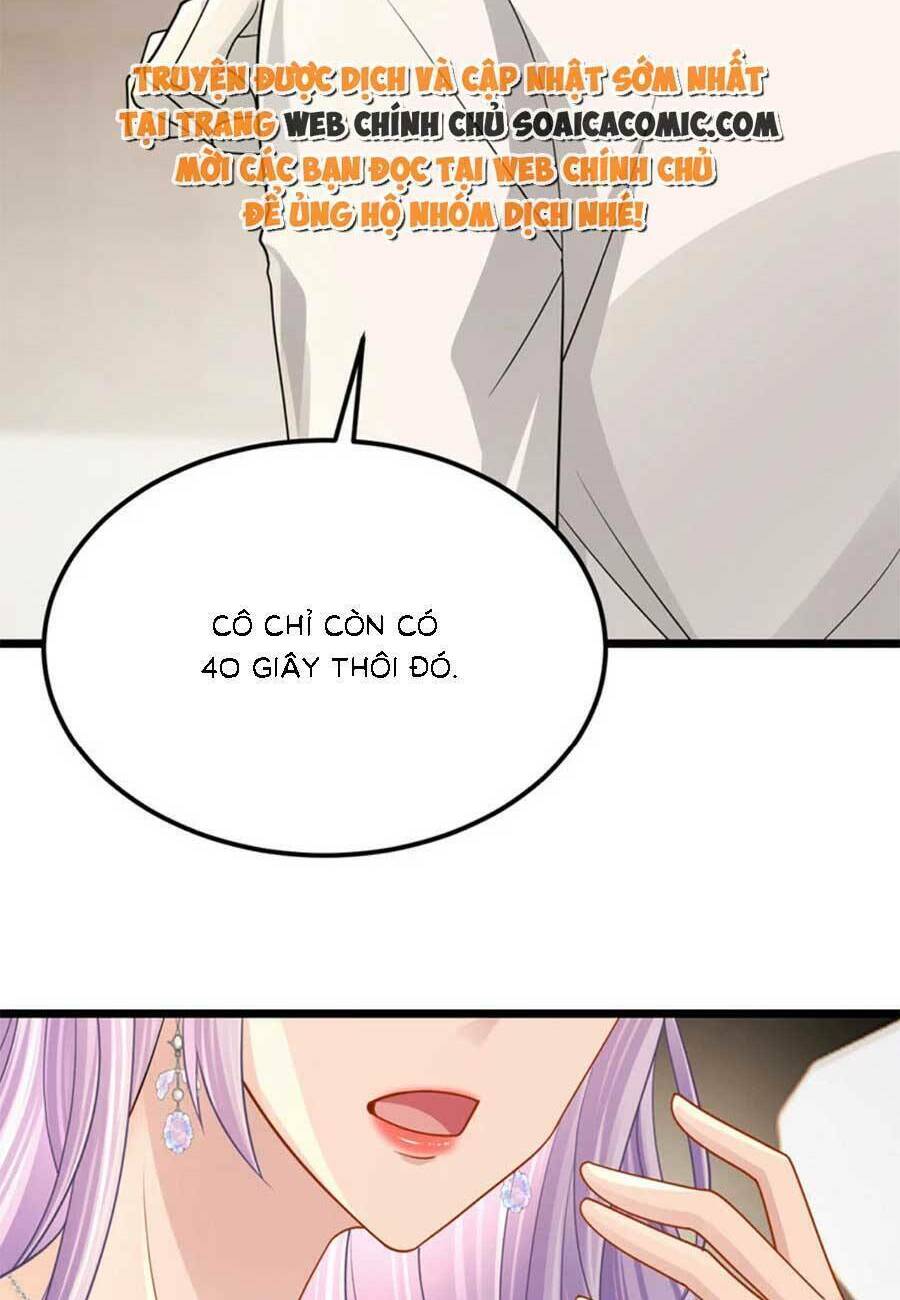 TRUYỆN ĐƯỢC DỊCH VÀ CẬP NHẬT SỚM NHẤT
TẠI TRANG WEB CHÍNH CHỦ SOAICACOMIC.COM
MỜI CÁC BẠN ĐỌC TẠI WEB CHÍNH CHỦ
ĐỂ ỦNG HỘ NHÓM DỊCH NHÉ!
CÔ CHỈ CÒN CÓ
40 GIÂY THÔI ĐÓ.